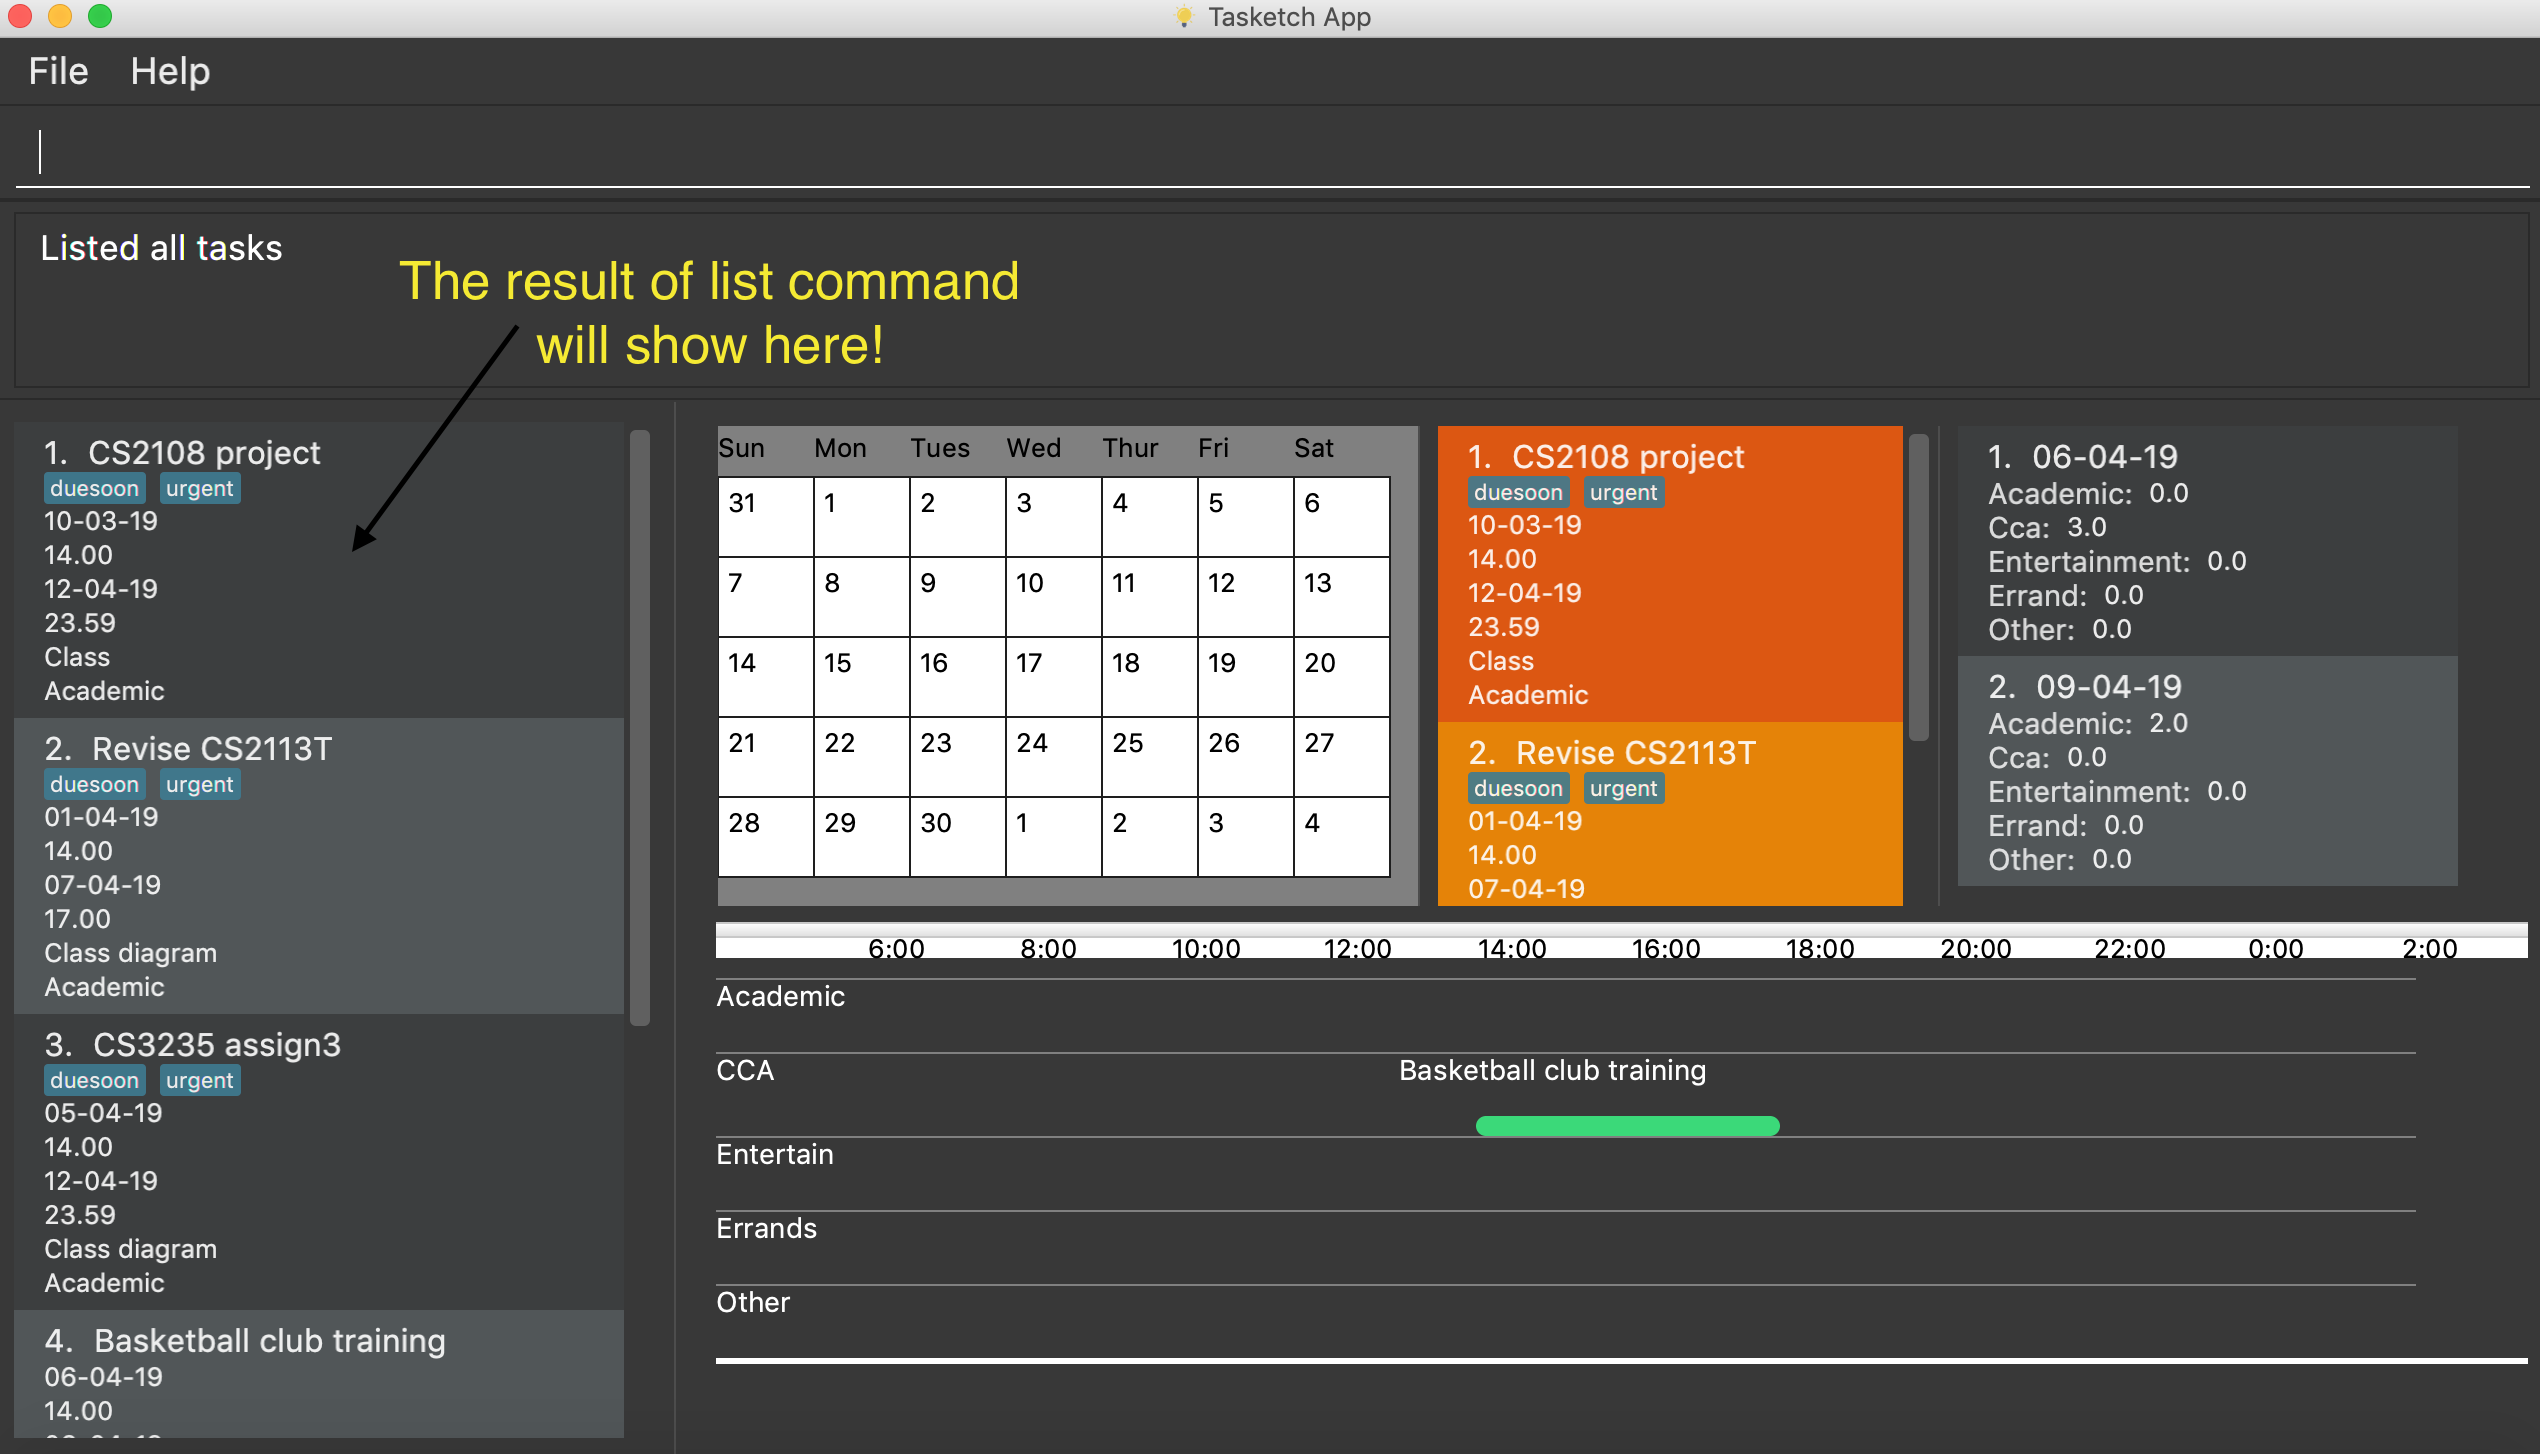 Tasketch App
File Help
Listed all tasks
The result of list command
will show here!
1. CS2108 project
duesoon urgent
10-03-19
14.00
12-04-19
23.59
Class
Academic
2. Revise CS2113T
duesoon urgent
01-04-19
14.00
07-04-19
17.00
Class diagram
Academic
3. CS3235 assign3
duesoon urgent
05-04-19
14.00
12-04-19
23.59
Class diagram
Academic
4. Basketball club training
06-04-19
14.00
Sun Mon Tues Wed Thur Fri Sat
31 1 2 3 4 5 6
7 8 9 10 11 12 13
14 15 16 17 18 19 20
21 22 23 24 25 26 27
28 29 30 1 2 3 4
1. CS2108 project
duesoon urgent
10-03-19
14.00
12-04-19
23.59
Class
Academic
2. Revise CS2113T
duesoon urgent
01-04-19
14.00
07-04-19
1. 06-04-19
Academic: 0.0
Cca: 3.0
Entertainment: 0.0
Errand: 0.0
Other: 0.0
2. 09-04-19
Academic: 2.0
Cca: 0.0
Entertainment: 0.0
Errand: 0.0
Other: 0.0
6:00 8:00 10:00 12:00 14:00 16:00 18:00 20:00 22:00 0:00 2:00
Academic
CCA Basketball club training
Entertain
Errands
Other